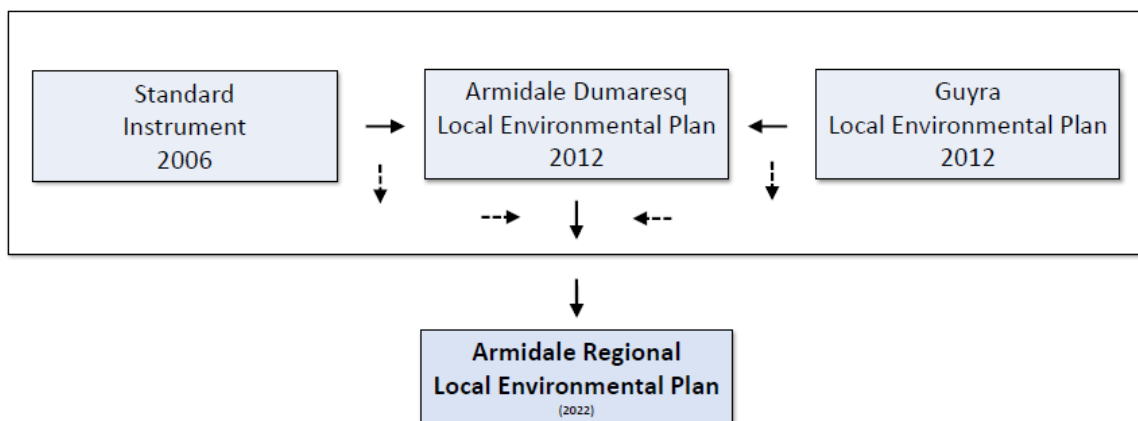 Standard
Instrument
2006
Armidale Dumaresq
Local Environmental Plan
2012
Guyra
Local Environmental Plan
2012
Armidale Regional
Local Environmental Plan
(2022)